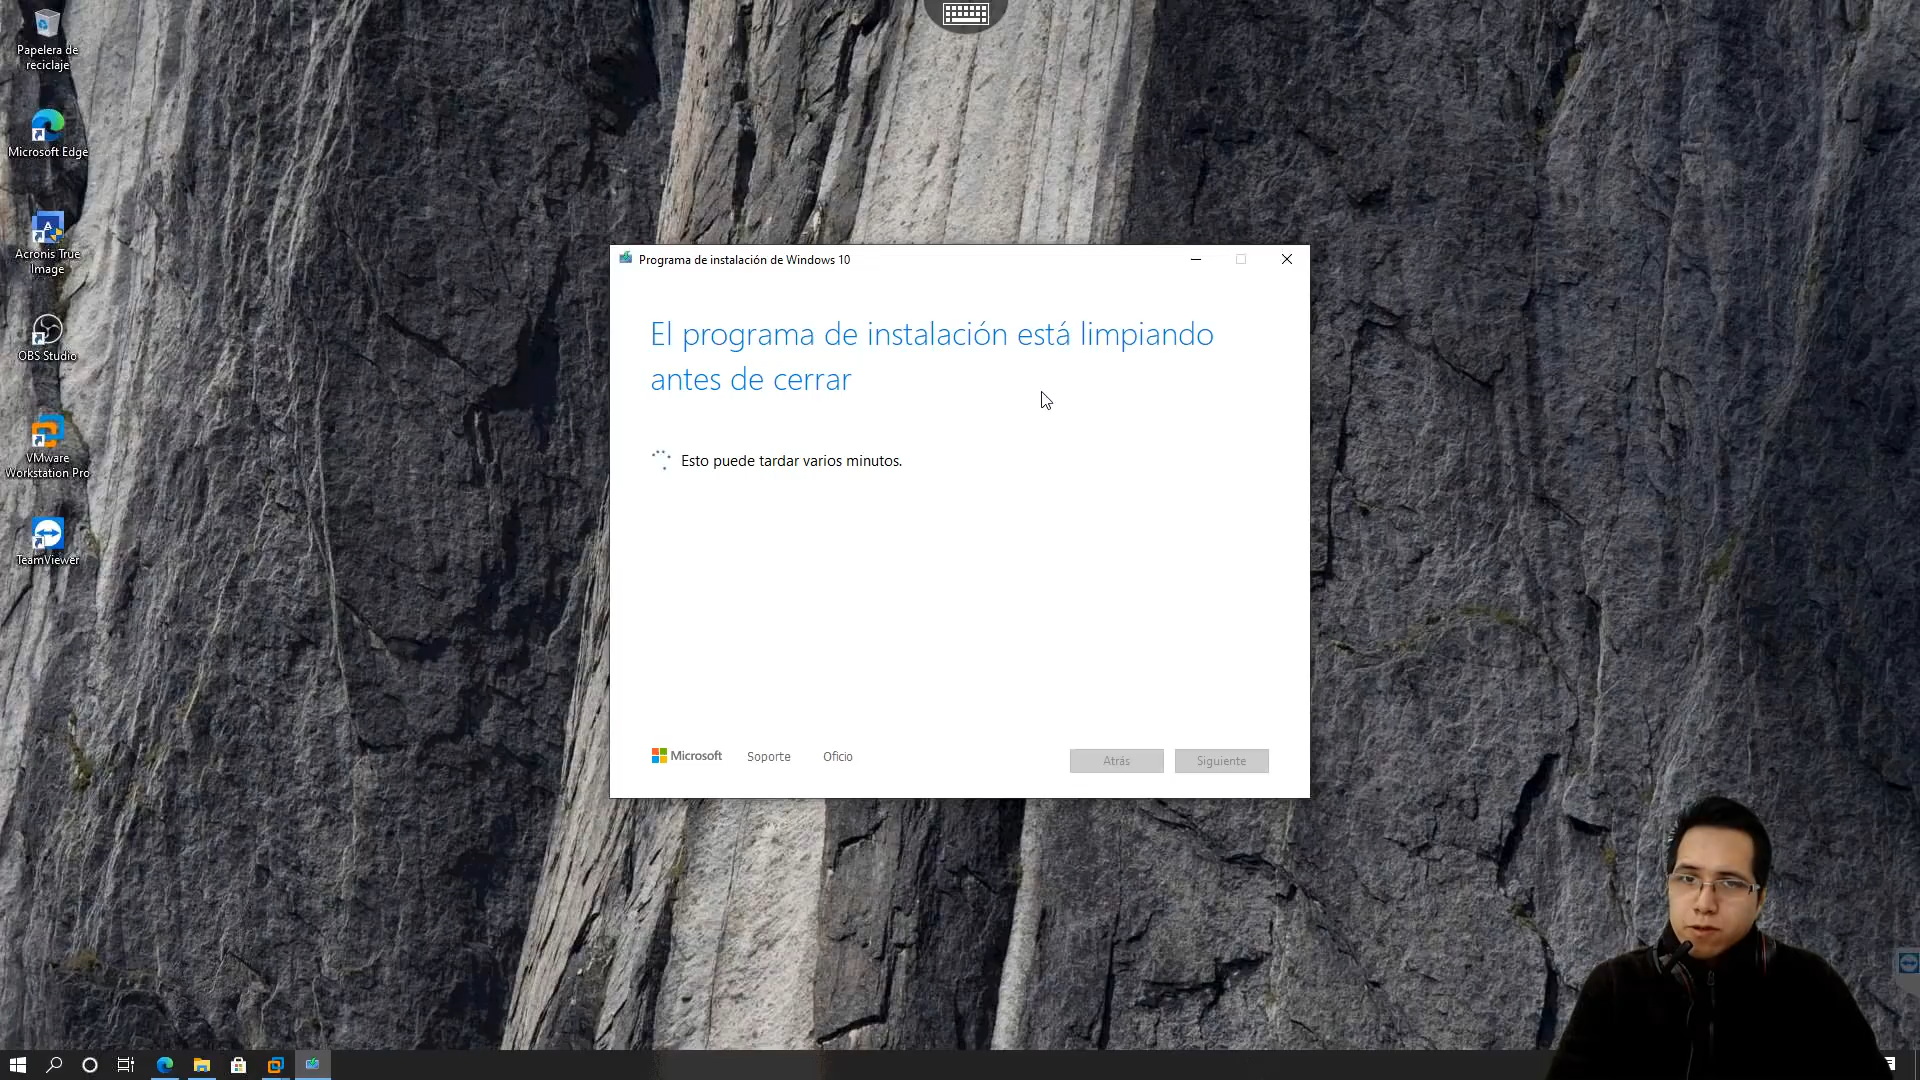 Papelera de
reciclaje
Microsoft Edge
Acronis True
Image
OBS Studio
VMware
Workstation Pro
TeamViewer
Programa de instalación de Windows 10
El programa de instalación está limpiando
antes de cerrar
Esto puede tardar varios minutos.
Microsoft
Soporte
Oficio
Atrás
Siguiente